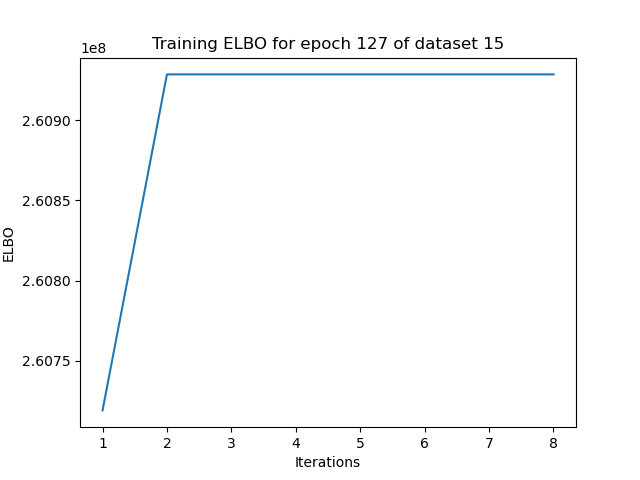 Training ELBO for epoch 127 of dataset 15
1e8
2.6090
2.6085
2.6080
2.6075
ELBO
1 2 3 4 5 6 7 8
Iterations